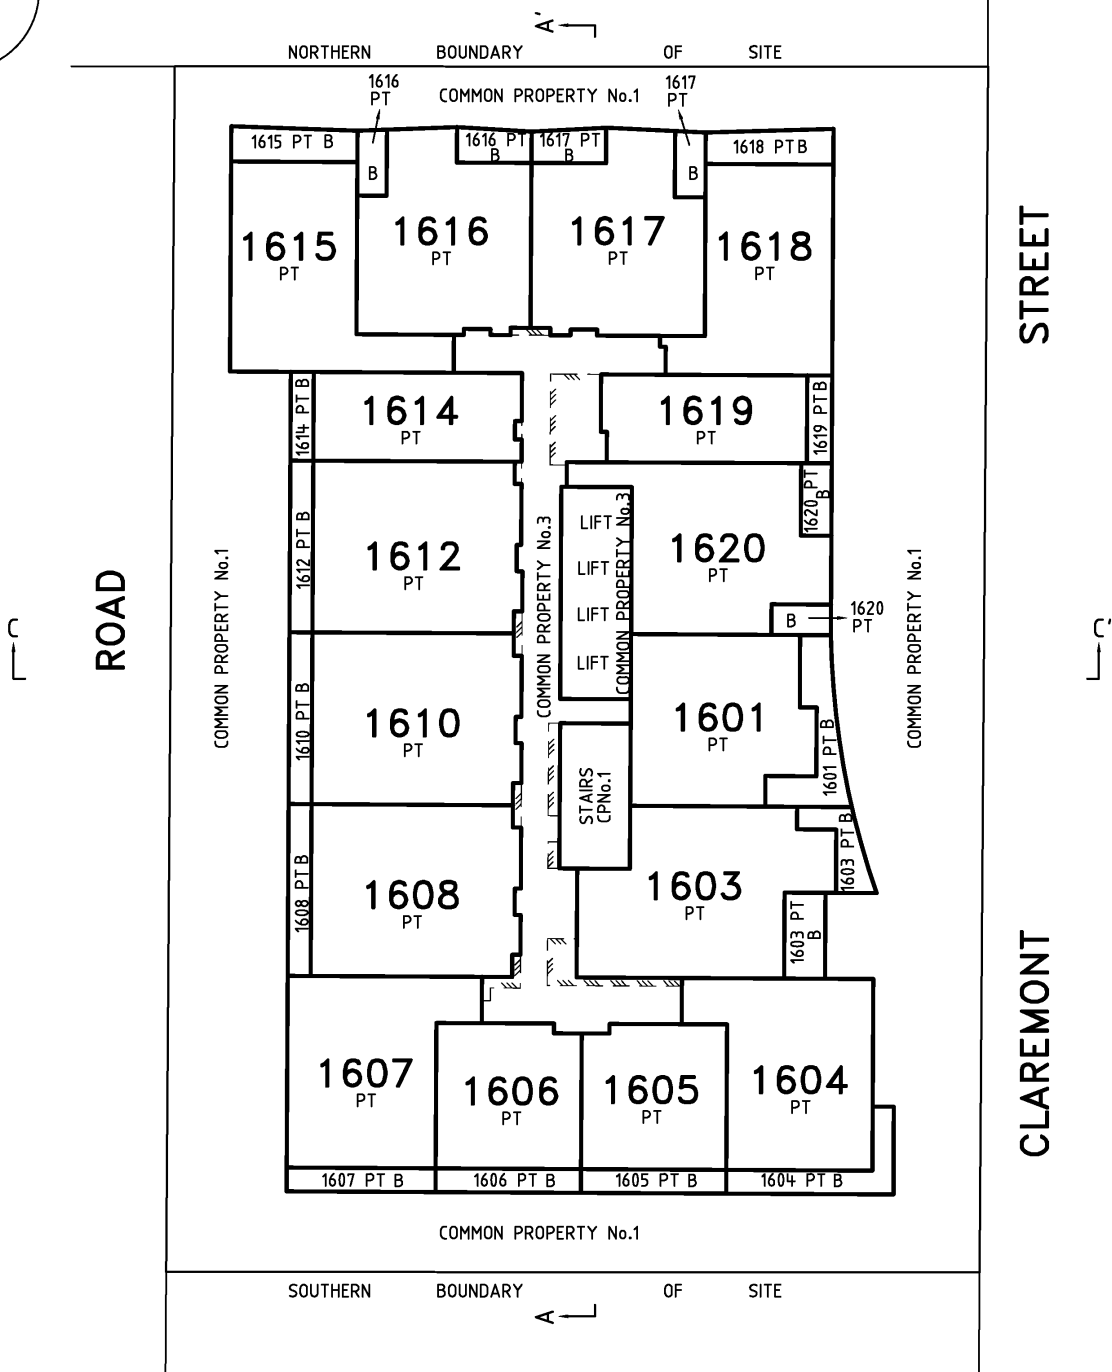 A'
NORTHERN BOUNDARY OF SITE
1616
PT
COMMON PROPERTY No.1
1617
PT
1615 PT B
B
1616 PT
B
1617 PT
B
B
1618 PT B
1615
PT
1616
PT
1617
PT
1618
PT
STREET
1614 PT B
1614
PT
1619
PT
1619 PT B
1612 PT B
1612
PT
COMMON PROPERTY No.3
LIFT
LIFT
LIFT
LIFT
COMMON PROPERTY No.3
1620
PT
1620 PT
B
B
1620
PT
COMMON PROPERTY No.1
COMMON PROPERTY No.1
ROAD
C
C'
1610 PT B
1610
PT
1601
PT
1601 PT B
STAIRS
CPNo.1
1608 PT B
1608
PT
1603
PT
1603 PT B
1603 PT
B
CLAREMONT
1607
PT
1606
PT
1605
PT
1604
PT
1607 PT B
1606 PT B
1605 PT B
1604 PT B
COMMON PROPERTY No.1
SOUTHERN BOUNDARY OF SITE
A